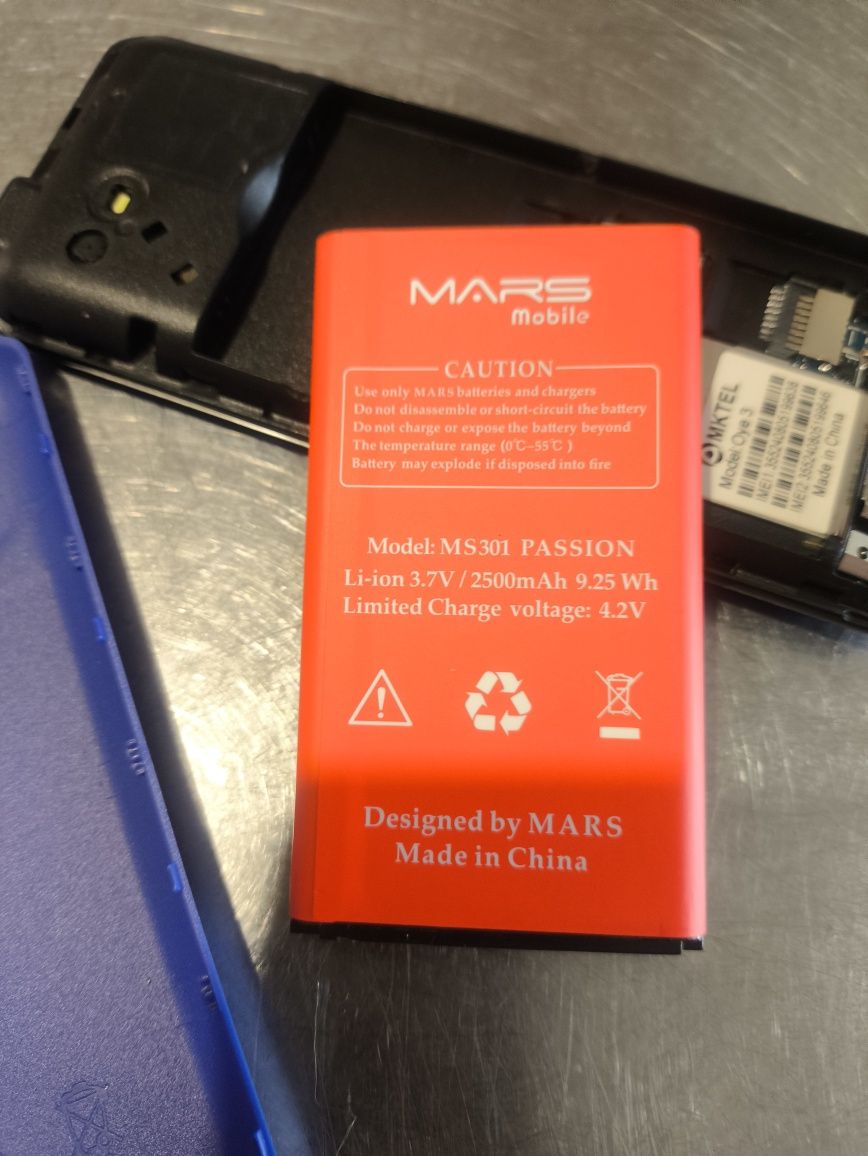 MARS
Mobile
CAUTION
Use only MARS batteries and chargers
Do not disassemble or short-circuit the battery
Do not charge or expose the battery beyond
The temperature range (0℃-55℃)
Battery may explode if disposed into fire
Model: MS301 PASSION
Li-ion 3.7V / 2500mAh 9.25 Wh
Limited Charge voltage: 4.2V
Designed by MARS
Made in China
MKTEL
Model Oye 3
IMEI1
IMEI2
Made in China